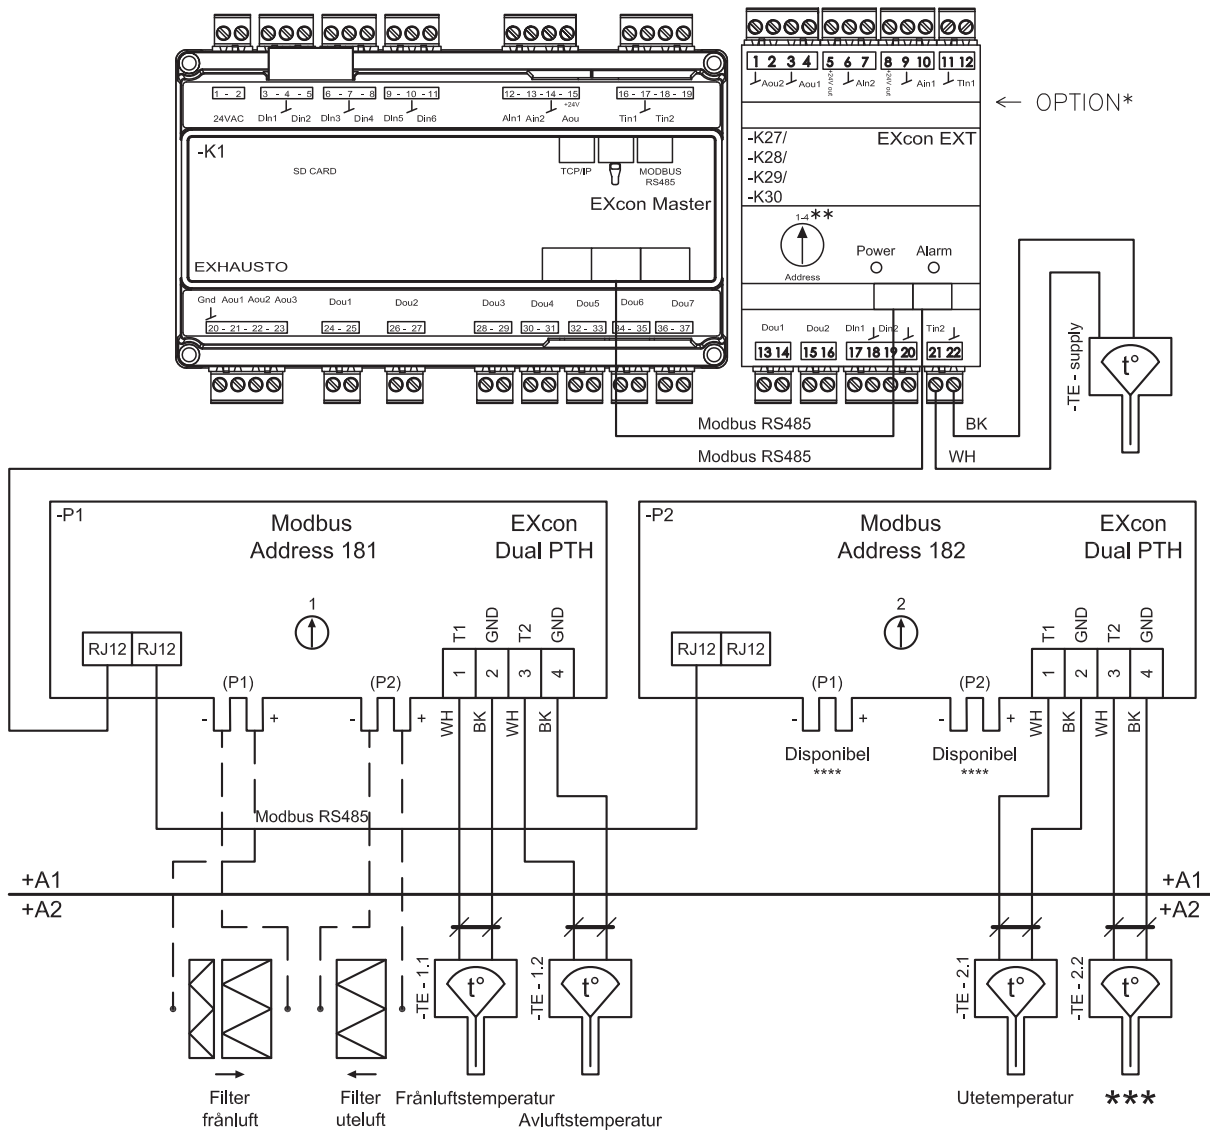 1 - 2
3 - 4 - 5
6 - 7 - 8
9 - 10 - 11
12 - 13 - 14 - 15
16 - 17 - 18 - 19
24VAC
DIn1
Din2
DIn3
Din4
DIn5
Din6
AIn1
Ain2
+24V
Aou
Tin1
Tin2
1 2 3 4
5 6 7
8 9 10
11 12
Aou2
Aou1
+24V out
AIn2
+24V out
Ain1
TIn1
← OPTION*
-K1
SD CARD
TCP/IP
MODBUS
RS485
EXcon Master
EXHAUSTO
-K27/
-K28/
-K29/
-K30
EXcon EXT
1-4**
Address
Power
Alarm
Gnd
Aou1
Aou2
Aou3
Dou1
Dou2
Dou3
Dou4
Dou5
Dou6
Dou7
20 - 21 - 22 - 23
24 - 25
26 - 27
28 - 29
30 - 31
32 - 33
34 - 35
36 - 37
Dou1
Dou2
DIn1
Din2
Tin2
13 14
15 16
17 18 19 20
21 22
-TE - supply
t°
Modbus RS485
BK
Modbus RS485
WH
-P1
Modbus
Address 181
EXcon
Dual PTH
1
RJ12
RJ12
T1
GND
T2
GND
1
2
3
4
(P1)
- +
(P2)
- +
WH
BK
WH
BK
-P2
Modbus
Address 182
EXcon
Dual PTH
2
RJ12
RJ12
T1
GND
T2
GND
1
2
3
4
(P1)
- +
(P2)
- +
Disponibel
****
Disponibel
****
WH
BK
WH
BK
Modbus RS485
+A1
+A1
+A2
+A2
-TE - 1.1
t°
-TE - 1.2
t°
-TE - 2.1
t°
-TE - 2.2
t°
Filter
frånluft
Filter
uteluft
Frånluftstemperatur
Avluftstemperatur
Utetemperatur
***